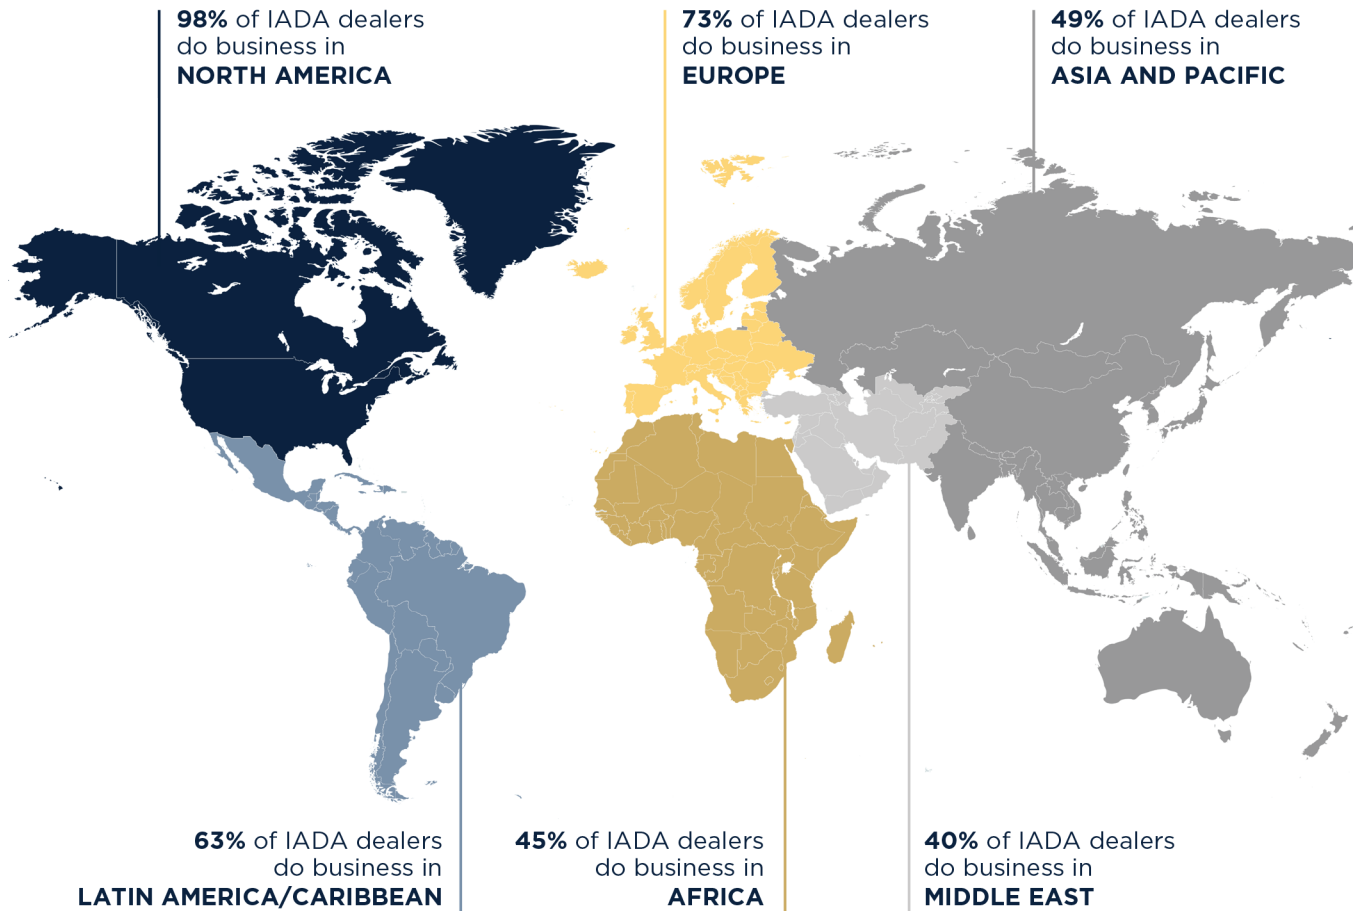 98% of IADA dealers
do business in
NORTH AMERICA
73% of IADA dealers
do business in
EUROPE
49% of IADA dealers
do business in
ASIA AND PACIFIC
63% of IADA dealers
do business in
LATIN AMERICA/CARIBBEAN
45% of IADA dealers
do business in
AFRICA
40% of IADA dealers
do business in
MIDDLE EAST